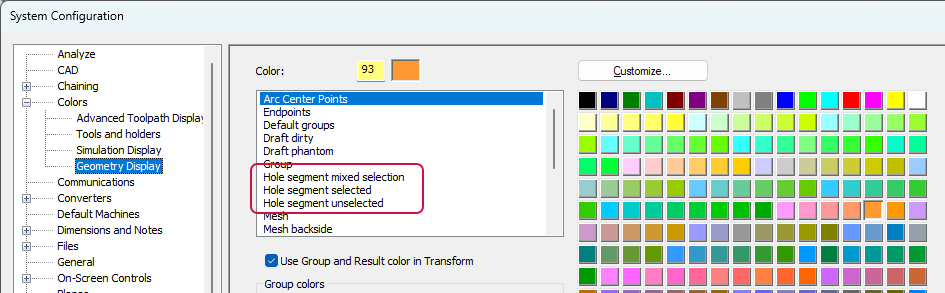 System Configuration
Analyze
CAD
Chaining
Colors
Advanced Toolpath Display
Tools and holders
Simulation Display
Geometry Display
Communications
Converters
Default Machines
Dimensions and Notes
Files
General
On-Screen Controls
Color:
93
Customize...
Arc Center Points
Endpoints
Default groups
Draft dirty
Draft phantom
Group
Hole segment mixed selection
Hole segment selected
Hole segment unselected
Mesh
Mesh backside
Use Group and Result color in Transform
Group colors